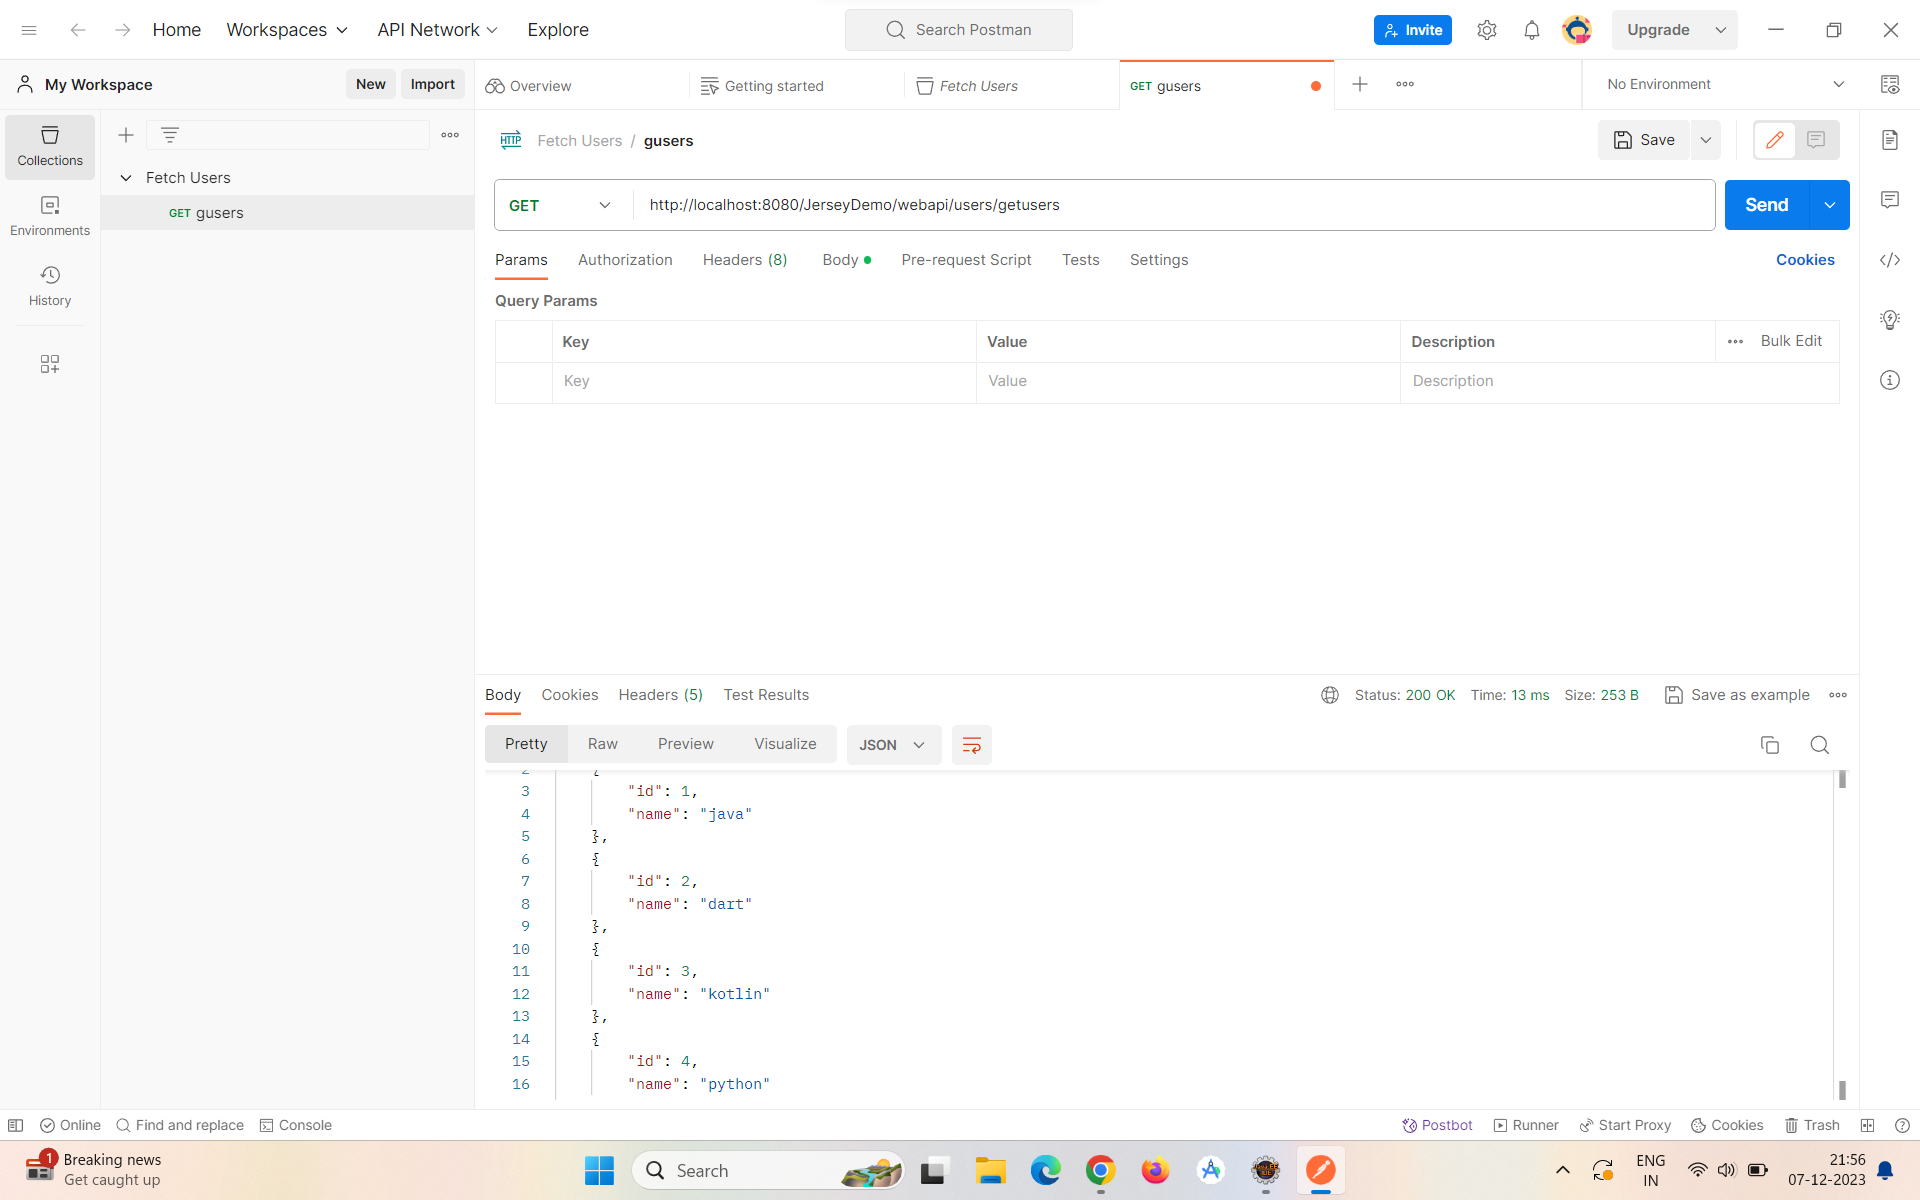 Home Workspaces API Network Explore Search Postman Invite Upgrade
My Workspace New Import Overview Getting started Fetch Users GET gusers No Environment
Collections
Environments
History
Fetch Users
GET gusers
HTTP Fetch Users / gusers Save
GET http://localhost:8080/JerseyDemo/webapi/users/getusers Send
Params Authorization Headers (8) Body Pre-request Script Tests Settings Cookies
Query Params
Key Value Description Bulk Edit
Key Value Description
Body Cookies Headers (5) Test Results Status: 200 OK Time: 13 ms Size: 253 B Save as example
Pretty Raw Preview Visualize JSON
2 {
3 "id": 1,
4 "name": "java"
5 },
6 {
7 "id": 2,
8 "name": "dart"
9 },
10 {
11 "id": 3,
12 "name": "kotlin"
13 },
14 {
15 "id": 4,
16 "name": "python"
Online Find and replace Console Postbot Runner Start Proxy Cookies Trash
1 Breaking news
Get caught up
Search
ENG
IN
21:56
07-12-2023